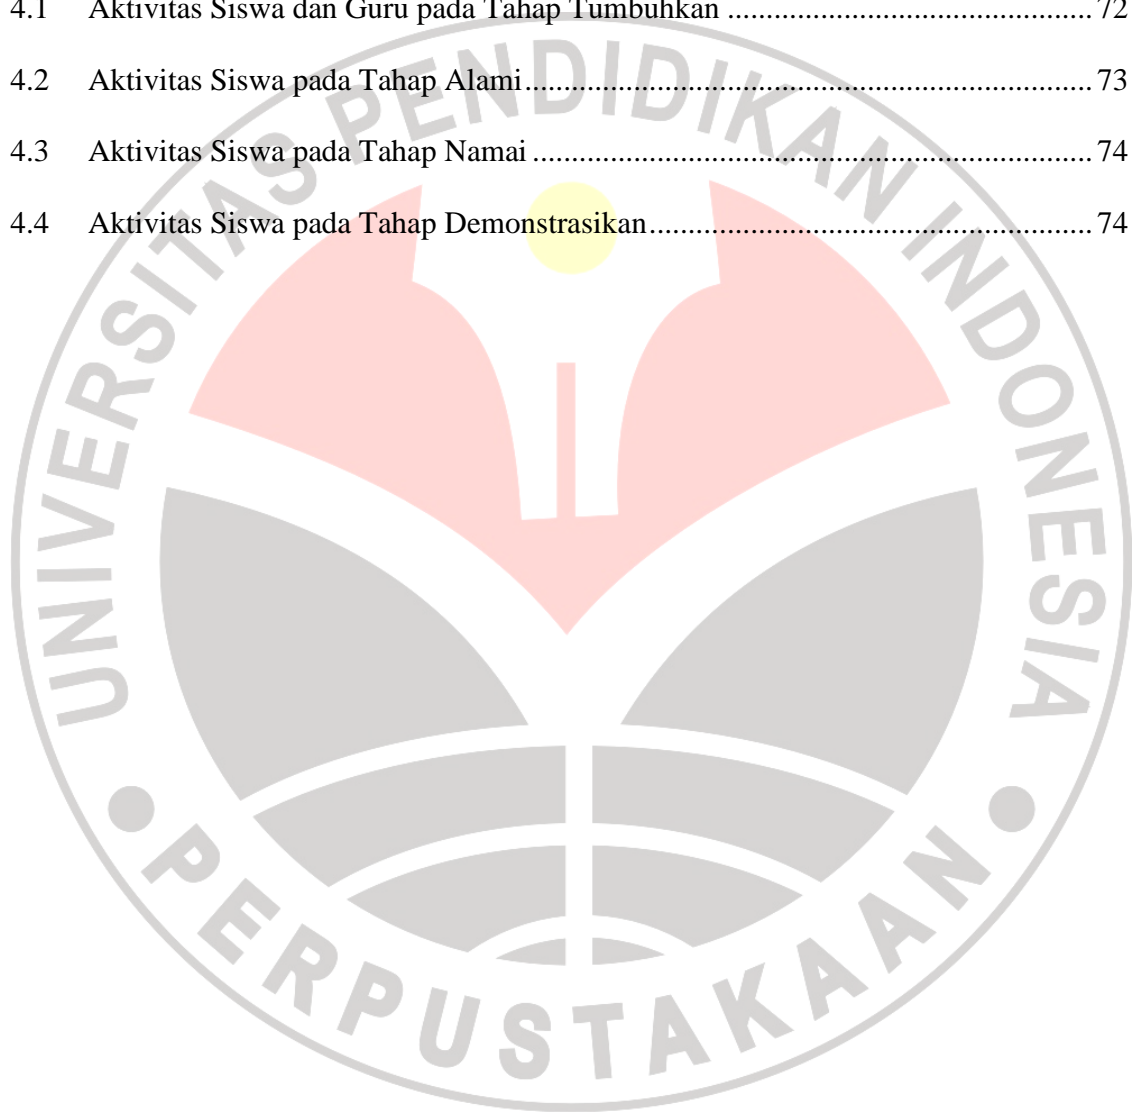 4.1 Aktivitas Siswa dan Guru pada Tahap Tumbuhkan ............................................. 72
4.2 Aktivitas Siswa pada Tahap Alami ...................................................................... 73
4.3 Aktivitas Siswa pada Tahap Namai ..................................................................... 74
4.4 Aktivitas Siswa pada Tahap Demonstrasikan ...................................................... 74
UNIVERSITAS PENDIDIKAN INDONESIA
PERPUSTAKAAN